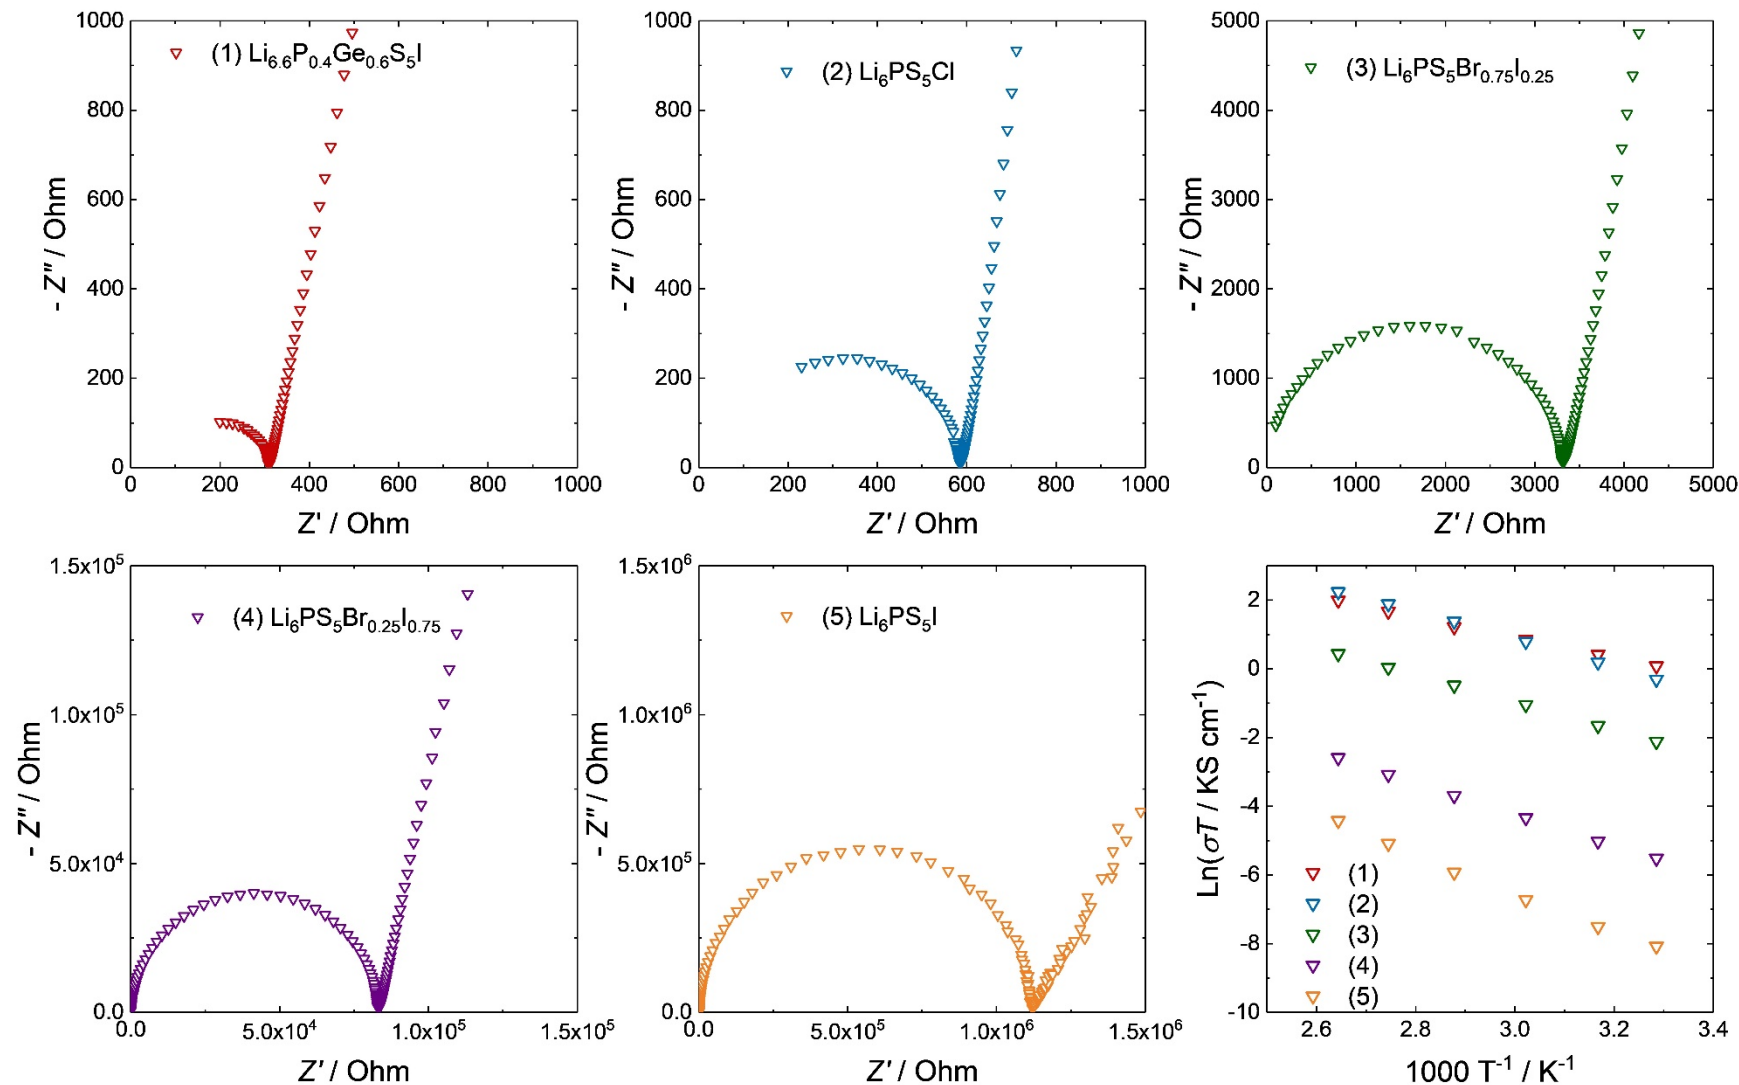 (1) Li6.6P0.4Ge0.6S5I
- Z'' / Ohm
1000
800
600
400
200
0
0 200 400 600 800 1000
Z' / Ohm
(2) Li6PS5Cl
- Z'' / Ohm
1000
800
600
400
200
0
0 200 400 600 800 1000
Z' / Ohm
(3) Li6PS5Br0.75I0.25
- Z'' / Ohm
5000
4000
3000
2000
1000
0
0 1000 2000 3000 4000 5000
Z' / Ohm
(4) Li6PS5Br0.25I0.75
- Z'' / Ohm
1.5x10^5
1.0x10^5
5.0x10^4
0.0
0.0 5.0x10^4 1.0x10^5 1.5x10^5
Z' / Ohm
(5) Li6PS5I
- Z'' / Ohm
1.5x10^6
1.0x10^6
5.0x10^5
0.0
0.0 5.0x10^5 1.0x10^6 1.5x10^6
Z' / Ohm
Ln(σT / KS cm^-1)
2
0
-2
-4
-6
-8
-10
(1)
(2)
(3)
(4)
(5)
2.6 2.8 3.0 3.2 3.4
1000 T^-1 / K^-1